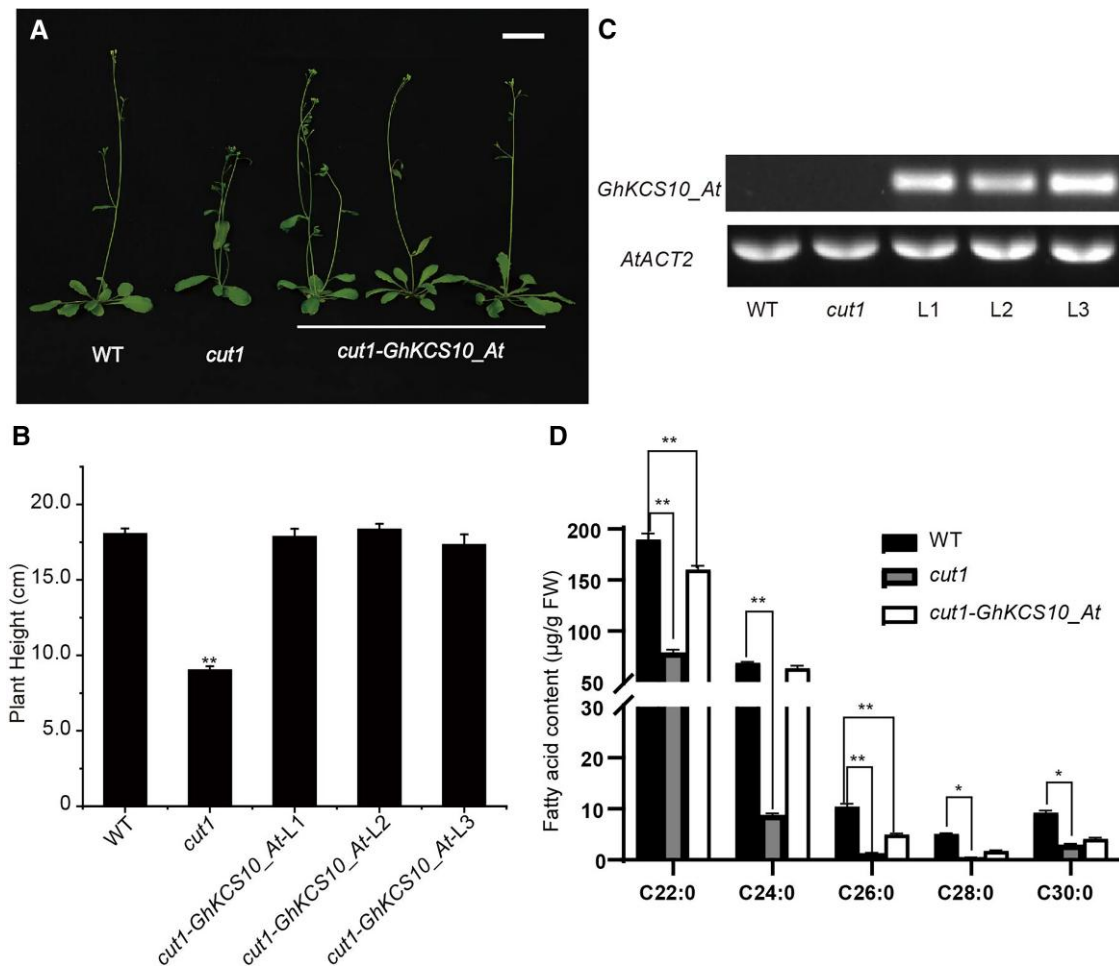 A
WT
cut1
cut1-GhKCS10_At
B
Plant Height (cm)
20.0
15.0
10.0
5.0
0
WT
cut1
cut1-GhKCS10_At-L1
cut1-GhKCS10_At-L2
cut1-GhKCS10_At-L3
**
C
GhKCS10_At
AtACT2
WT
cut1
L1
L2
L3
D
Fatty acid content (µg/g FW)
200
150
100
50
30
20
10
0
**
**
**
**
**
*
*
WT
cut1
cut1-GhKCS10_At
C22:0
C24:0
C26:0
C28:0
C30:0